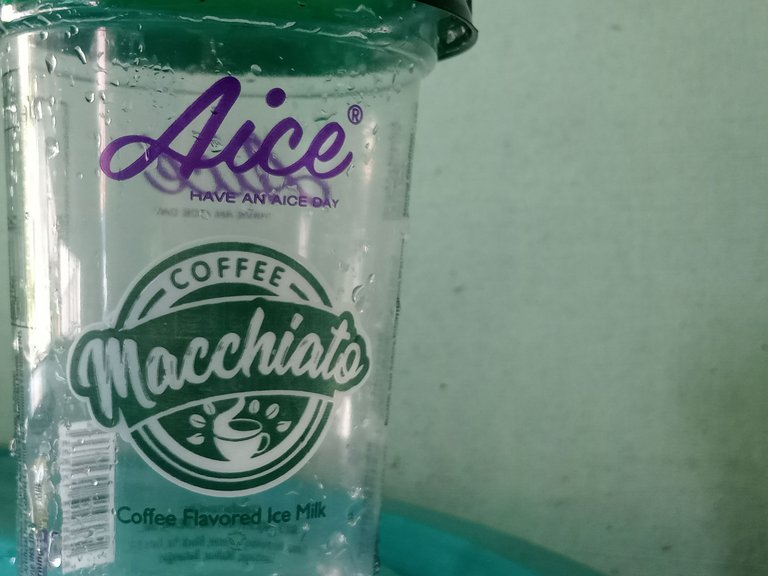 Aice®
HAVE AN AICE DAY
COFFEE
Macchiato
Coffee Flavored Ice Milk